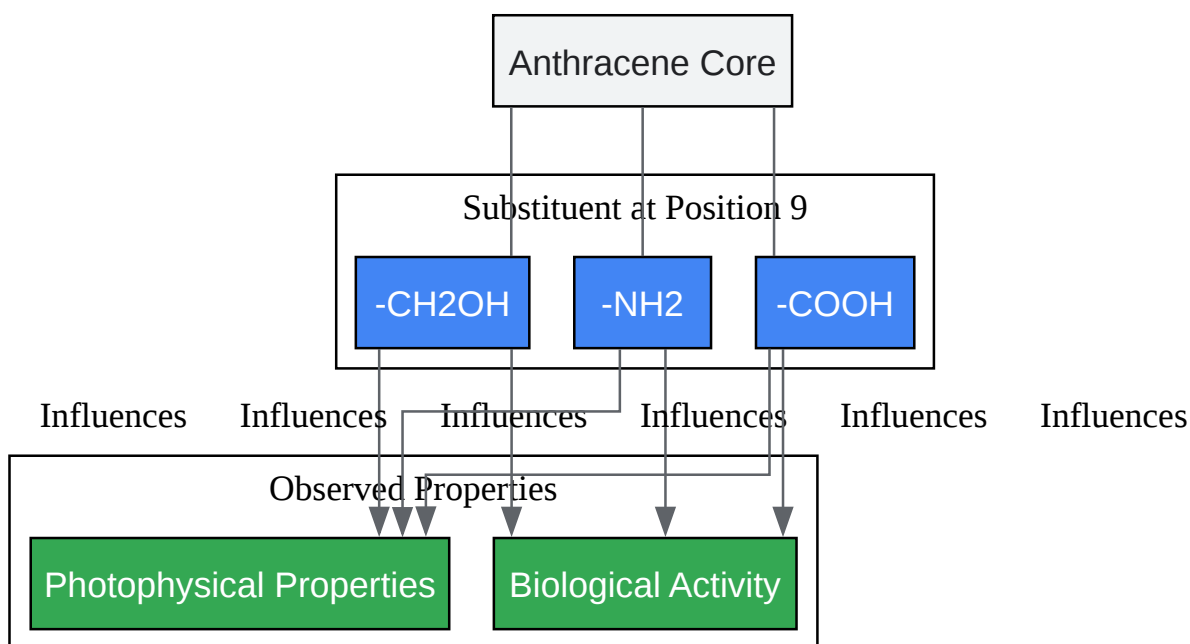 Anthracene Core
Substituent at Position 9
-CH2OH
-NH2
-COOH
Influences
Influences
Influences
Influences
Influences
Influences
Observed Properties
Photophysical Properties
Biological Activity